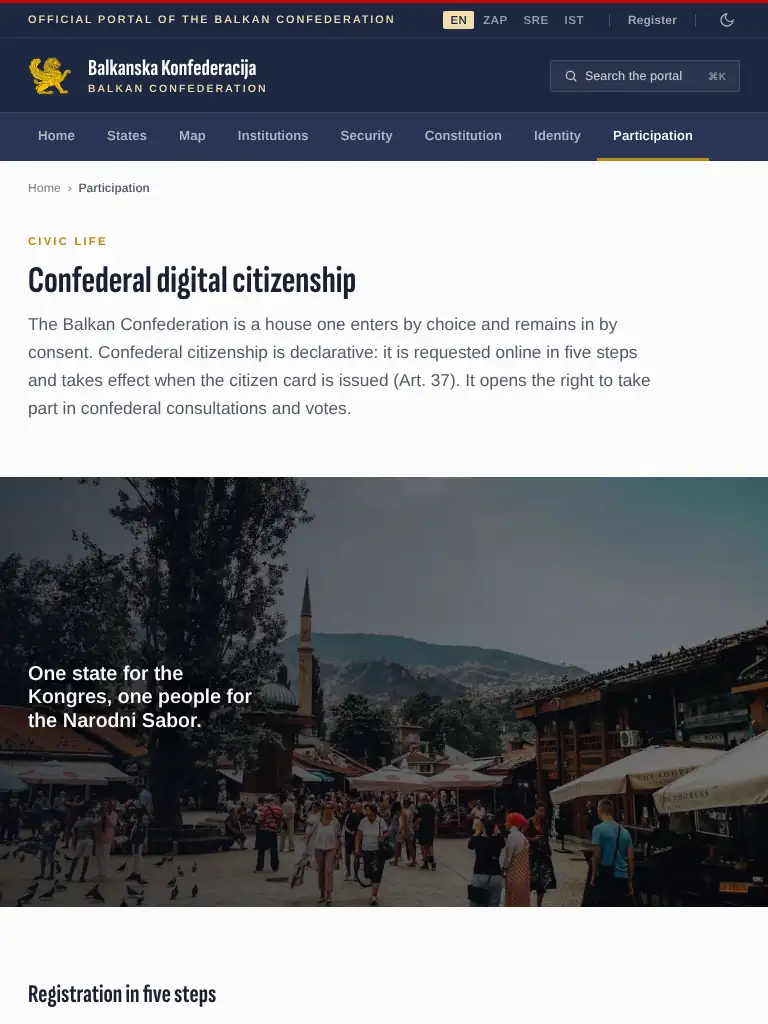 OFFICIAL PORTAL OF THE BALKAN CONFEDERATION
EN ZAP SRE IST Register
Balkanska Konfederacija
BALKAN CONFEDERATION
Search the portal ⌘K
Home States Map Institutions Security Constitution Identity Participation
Home › Participation
CIVIC LIFE
Confederal digital citizenship
The Balkan Confederation is a house one enters by choice and remains in by
consent. Confederal citizenship is declarative: it is requested online in five steps
and takes effect when the citizen card is issued (Art. 37). It opens the right to take
part in confederal consultations and votes.
One state for the
Kongres, one people for
the Narodni Sabor.
Registration in five steps